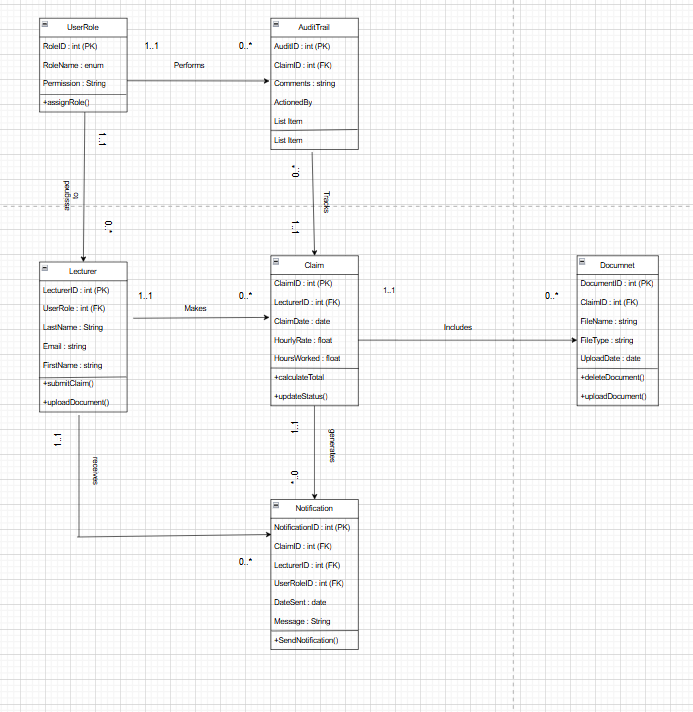 UserRole
RoleID : int (PK)
RoleName : enum
Permission : String
+assignRole()
1..1
0..*
Performs
AuditTrail
AuditID : int (PK)
ClaimID : int (FK)
Comments : string
ActionedBy
List Item
List Item
1..1
assigned
to
0..*
0..*
Tracks
1..1
Lecturer
LecturerID : int (PK)
UserRole : int (FK)
LastName : String
Email : string
FirstName : string
+submitClaim()
+uploadDocument()
1..1
0..*
Makes
Claim
ClaimID : int (PK)
LecturerID : int (FK)
ClaimDate : date
HourlyRate : float
HoursWorked : float
+calculateTotal
+updateStatus()
1..1
0..*
Includes
Documnet
DocumentID : int (PK)
ClaimID : int (FK)
FileName : string
FileType : string
UploadDate : date
+deleteDocument()
+uploadDocument()
1..1
receives
0..*
1..1
generates
0..*
Notification
NotificationID : int (PK)
ClaimID : int (FK)
LecturerID : int (FK)
UserRoleID : int (FK)
DateSent : date
Message : String
+SendNotification()